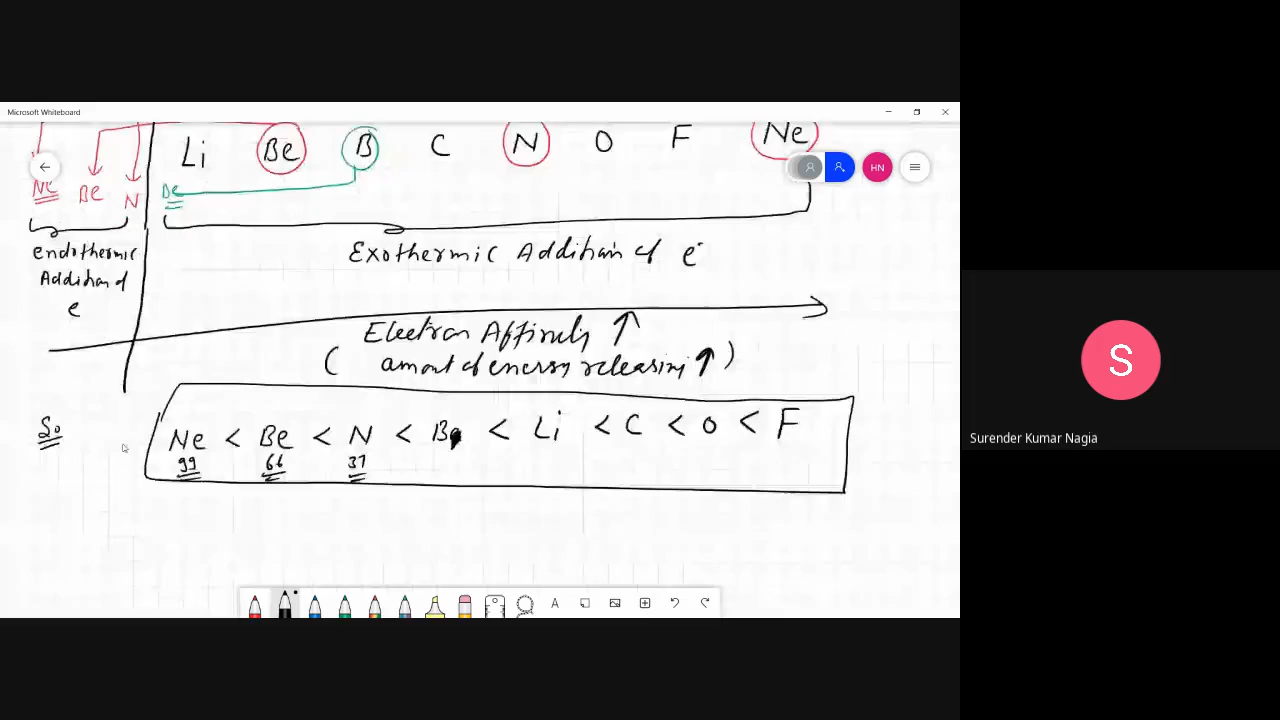 Microsoft Whiteboard
Li Be B C N O F Ne
Ne Be N Be
HN
endothermic
Addition of
e
Exothermic Addition of e⁻
Electron Affinity ↑
( amount of energy releasing ↑ )
So
Ne < Be < N < < Li < C < O < F
99 66 31
A
S
Surender Kumar Nagia